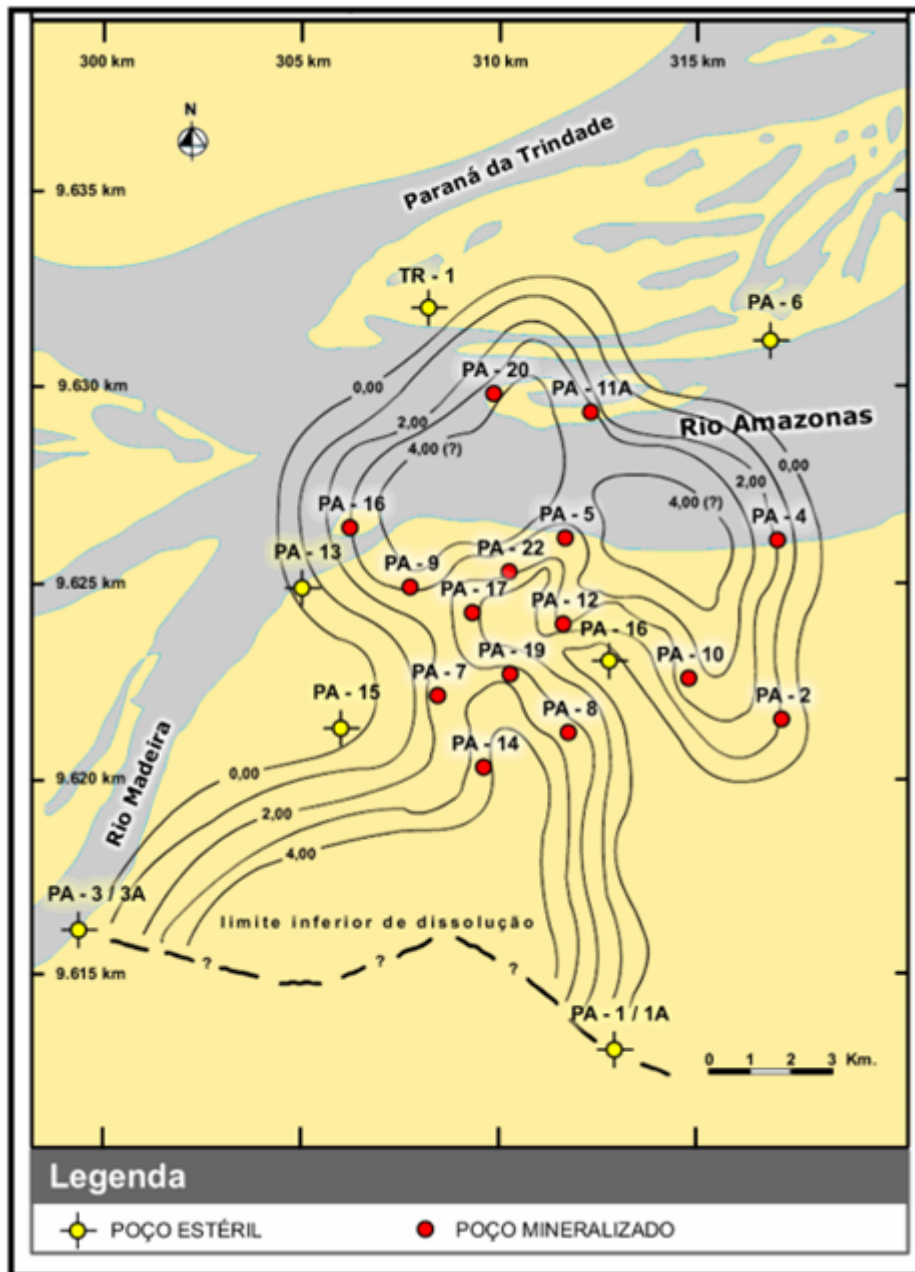 300 km
305 km
310 km
315 km
N
Paraná da Trindade
9.635 km
TR - 1
PA - 6
9.630 km
0,00
PA - 20
PA - 11A
Rio Amazonas
2,00
4,00 (?)
0,00
2,00
4,00 (?)
PA - 16
PA - 5
PA - 4
PA - 13
PA - 22
PA - 9
9.625 km
PA - 17
PA - 12
PA - 16
PA - 19
PA - 10
PA - 7
PA - 15
PA - 2
PA - 8
PA - 14
Rio Madeira
0,00
9.620 km
2,00
4,00
PA - 3 / 3A
limite inferior de dissolução
?
?
?
9.615 km
PA - 1 / 1A
0 1 2 3 Km.
Legenda
POÇO ESTÉRIL
POÇO MINERALIZADO